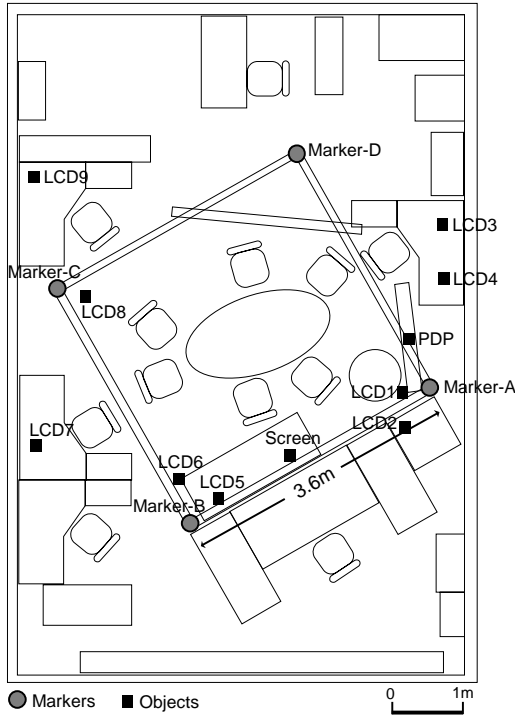 Marker-D
LCD9
LCD3
Marker-C
LCD4
LCD8
PDP
LCD1
Marker-A
LCD2
LCD7
Screen
LCD6
LCD5
3.6m
Marker-B
Markers
Objects
0 1m